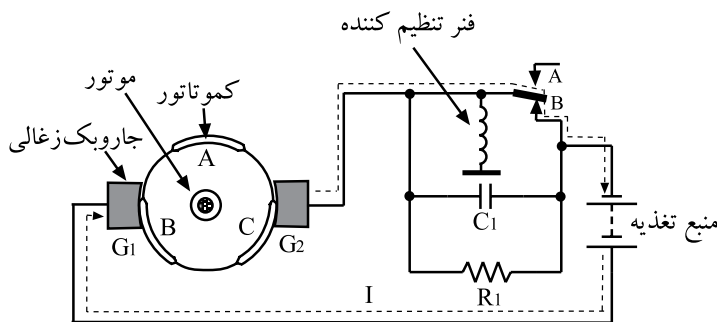 فنر تنظیم کننده
موتور
کموتاتور
جاروبک زغالی
A
B
A
B
C
G1
G2
C1
R1
I
منبع تغذیه